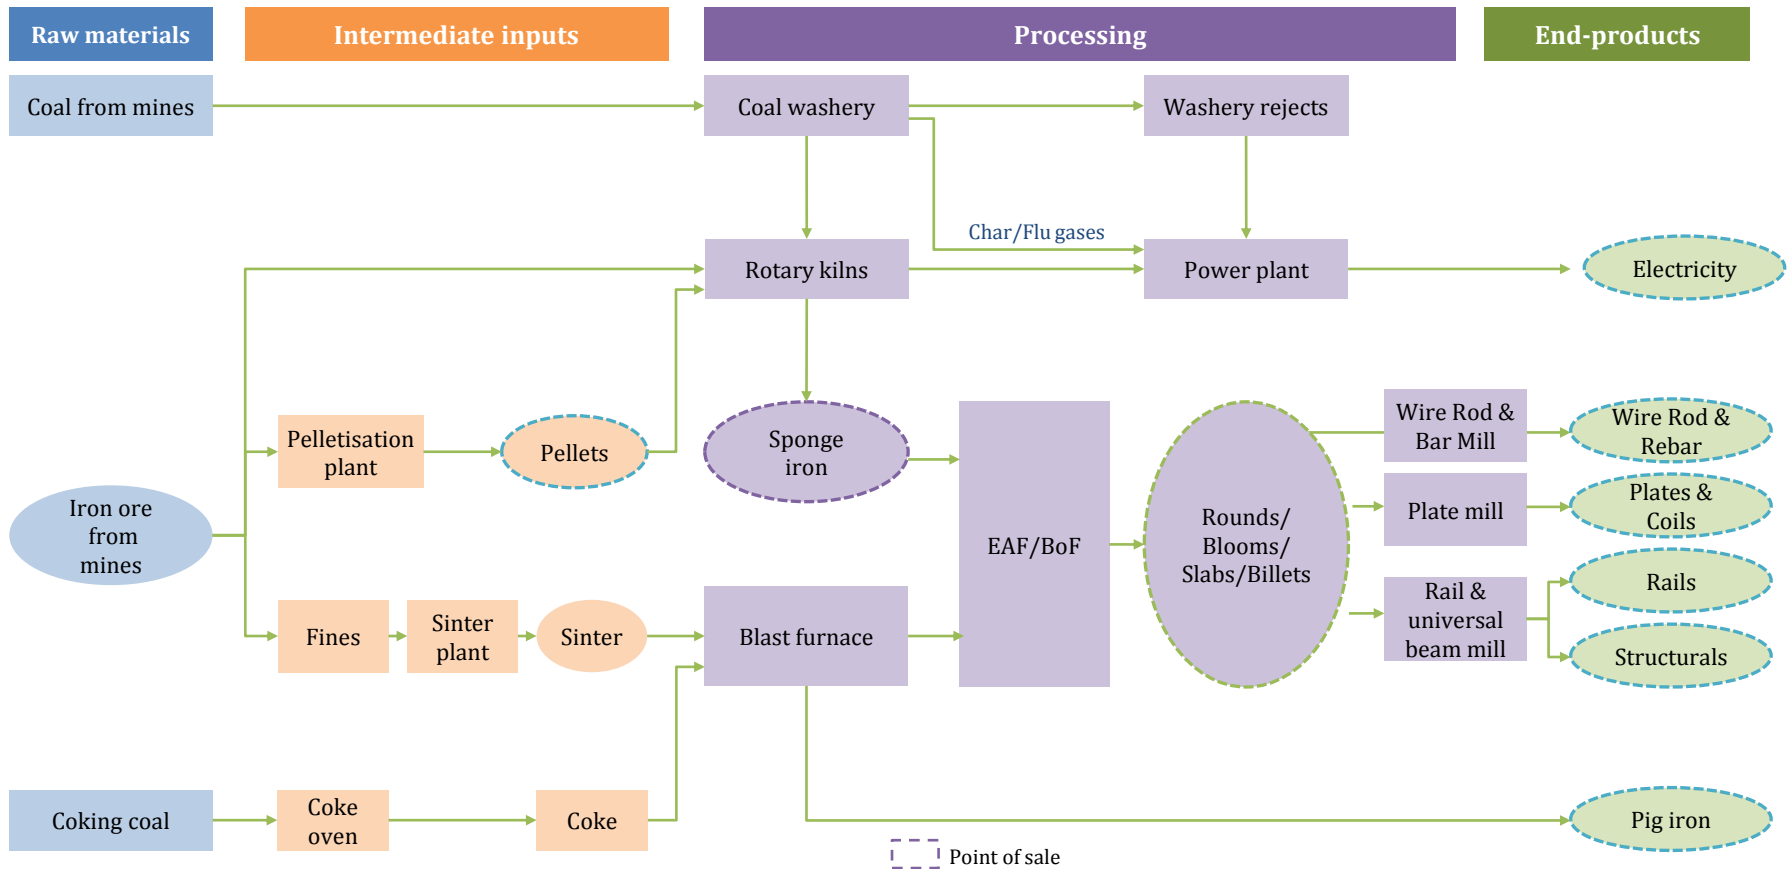 Raw materials
Intermediate inputs
Processing
End-products
Coal from mines
Coal washery
Washery rejects
Char/Flu gases
Rotary kilns
Power plant
Electricity
Pelletisation
plant
Pellets
Sponge
iron
Wire Rod &
Bar Mill
Wire Rod &
Rebar
Iron ore
from
mines
EAF/BoF
Rounds/
Blooms/
Slabs/Billets
Plate mill
Plates &
Coils
Fines
Sinter
plant
Sinter
Blast furnace
Rail &
universal
beam mill
Rails
Structurals
Coking coal
Coke
oven
Coke
Pig iron
Point of sale